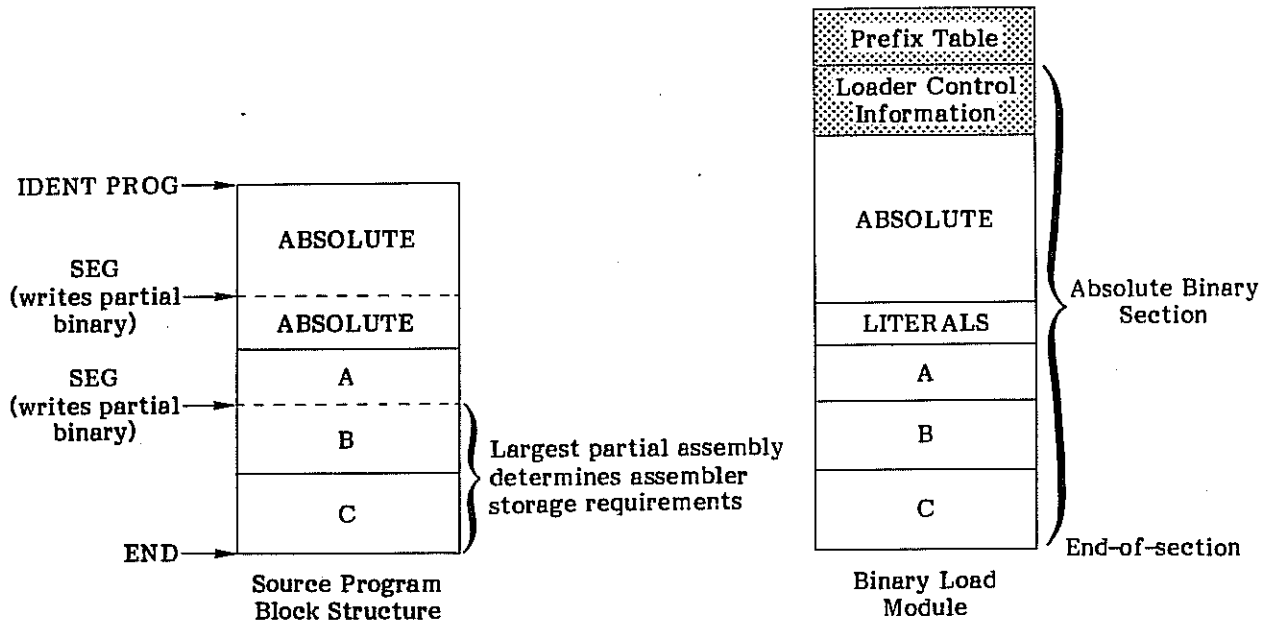 IDENT PROG
SEG
(writes partial
binary)
SEG
(writes partial
binary)
END
ABSOLUTE
ABSOLUTE
A
B
C
Largest partial assembly
determines assembler
storage requirements
Source Program
Block Structure
Prefix Table
Loader Control
Information
ABSOLUTE
LITERALS
A
B
C
Absolute Binary
Section
End-of-section
Binary Load
Module